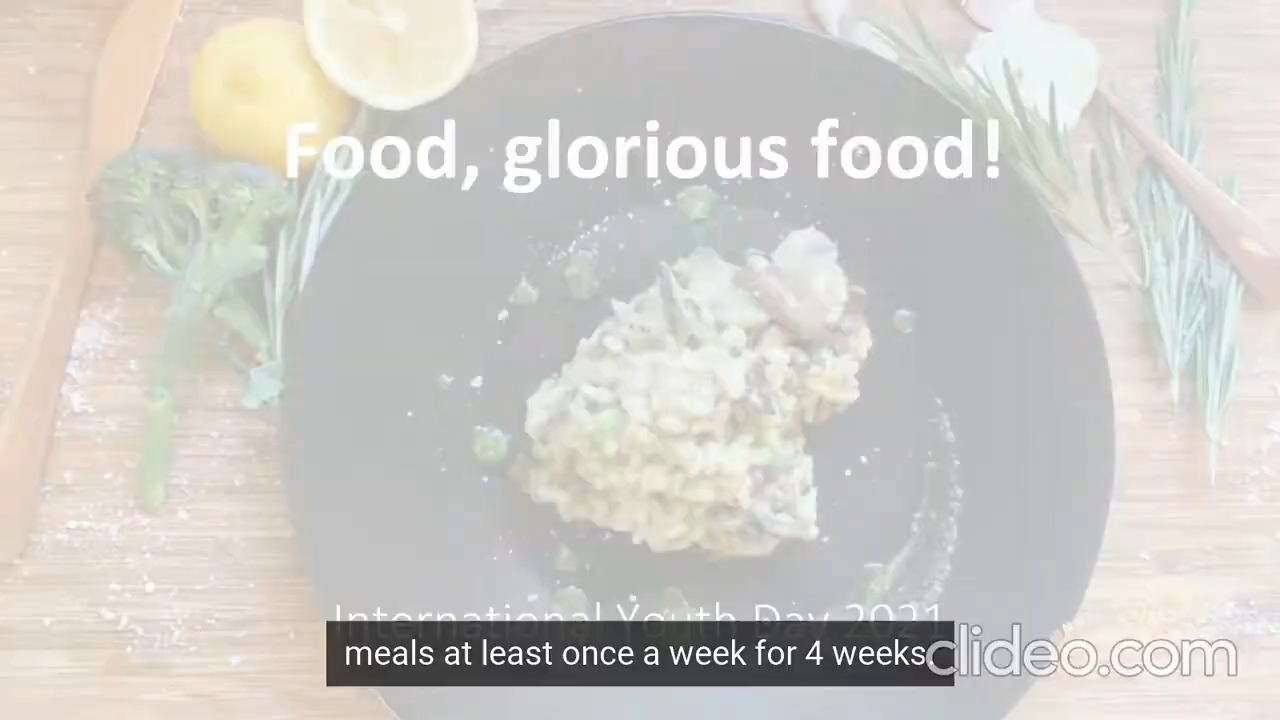 Food, glorious food!
International Youth Day 2021
meals at least once a week for 4 weeks.
clideo.com